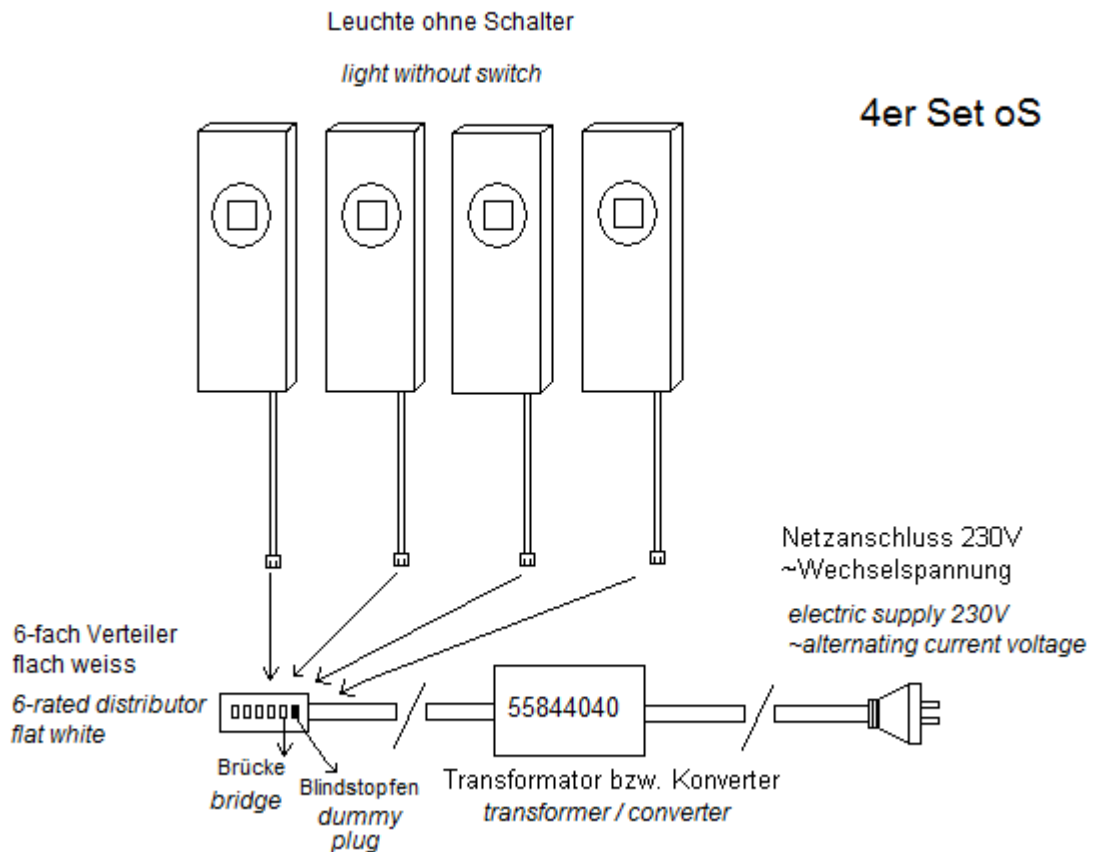 Leuchte ohne Schalter
light without switch
4er Set oS
Netzanschluss 230V
~Wechselspannung
electric supply 230V
~alternating current voltage
6-fach Verteiler
flach weiss
6-rated distributor
flat white
55844040
Brücke
bridge
Blindstopfen
dummy
plug
Transformator bzw. Konverter
transformer / converter